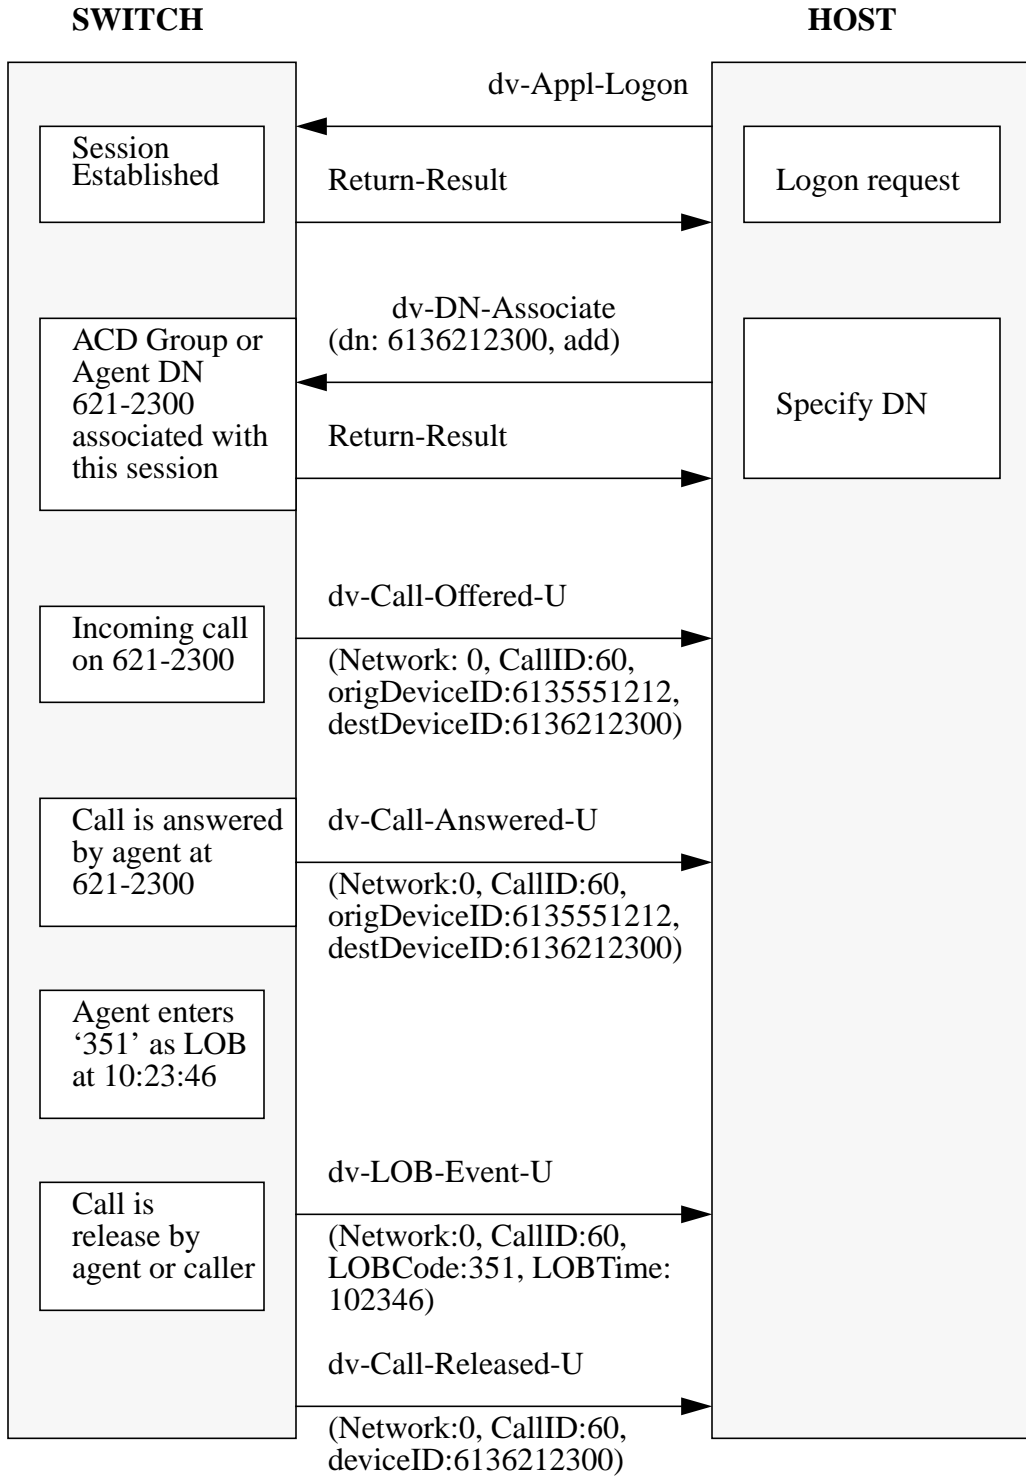 SWITCH
HOST
dv-Appl-Logon
Session
Established
Return-Result
Logon request
dv-DN-Associate
(dn: 6136212300, add)
ACD Group or
Agent DN
621-2300
associated with
this session
Specify DN
Return-Result
dv-Call-Offered-U
Incoming call
on 621-2300
(Network: 0, CallID:60,
origDeviceID:6135551212,
destDeviceID:6136212300)
Call is answered
by agent at
621-2300
dv-Call-Answered-U
(Network:0, CallID:60,
origDeviceID:6135551212,
destDeviceID:6136212300)
Agent enters
‘351’ as LOB
at 10:23:46
dv-LOB-Event-U
Call is
release by
agent or caller
(Network:0, CallID:60,
LOBCode:351, LOBTime:
102346)
dv-Call-Released-U
(Network:0, CallID:60,
deviceID:6136212300)